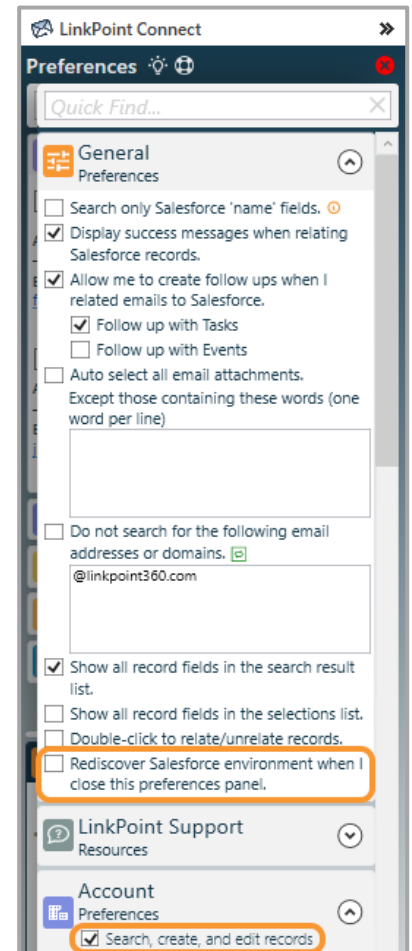 LinkPoint Connect
Preferences
Quick Find...
General
Preferences
Search only Salesforce 'name' fields.
Display success messages when relating
Salesforce records.
Allow me to create follow ups when I
related emails to Salesforce.
Follow up with Tasks
Follow up with Events
Auto select all email attachments.
Except those containing these words (one
word per line)
Do not search for the following email
addresses or domains.
@linkpoint360.com
Show all record fields in the search result
list.
Show all record fields in the selections list.
Double-click to relate/unrelate records.
Rediscover Salesforce environment when I
close this preferences panel.
LinkPoint Support
Resources
Account
Preferences
Search, create, and edit records